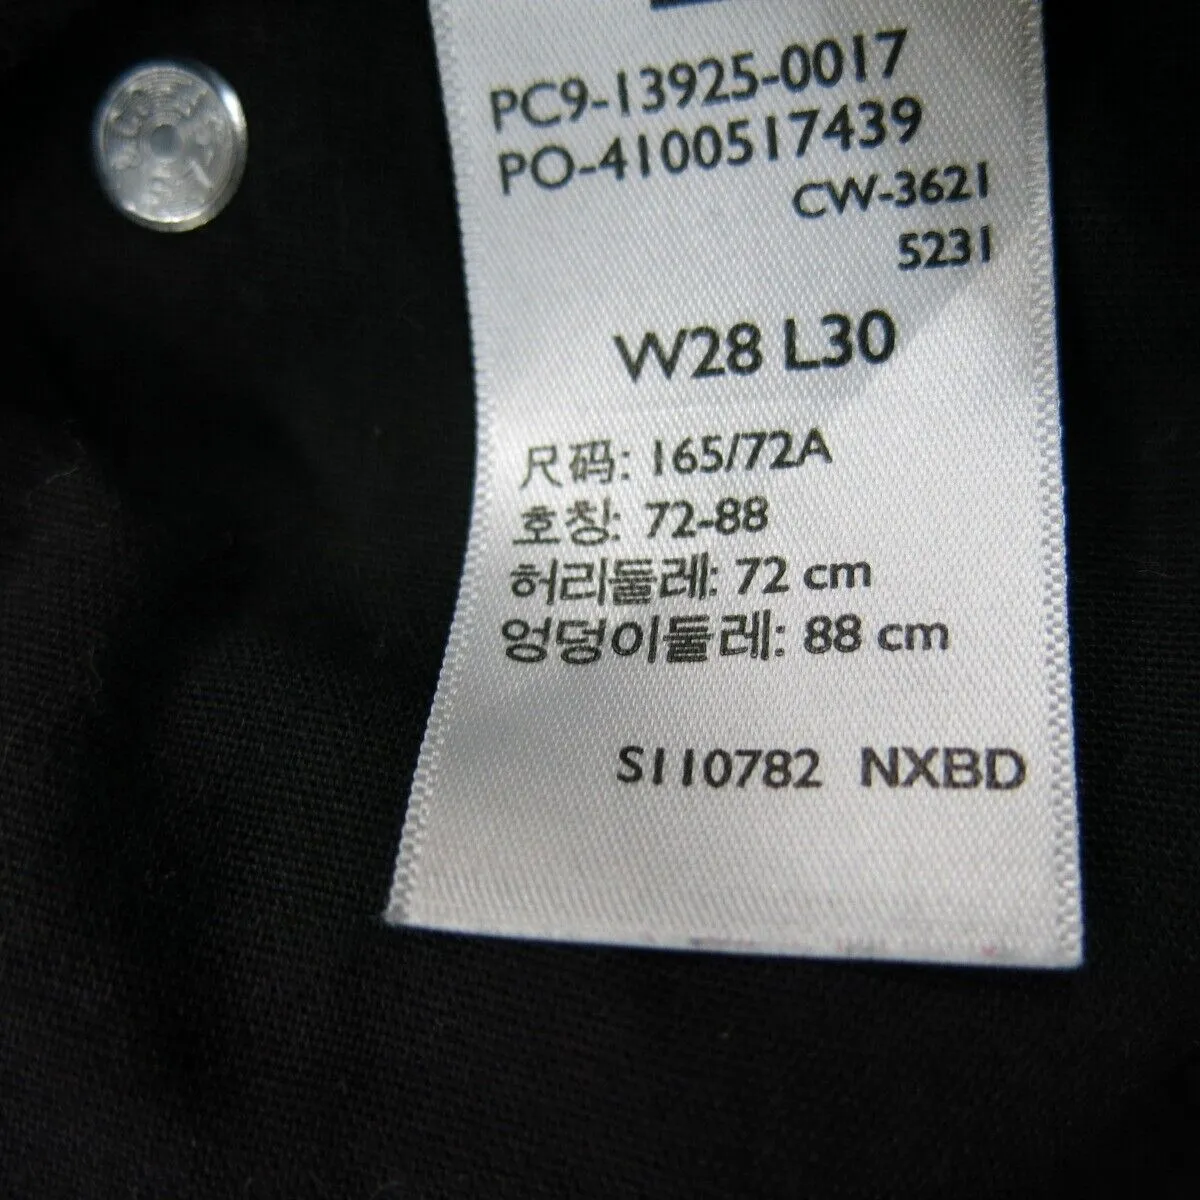 PC9-13925-0017
PO-4100517439
CW-3621
5231
W28 L30
尺码: 165/72A
호칭: 72-88
허리둘레: 72 cm
엉덩이둘레: 88 cm
S110782 NXBD